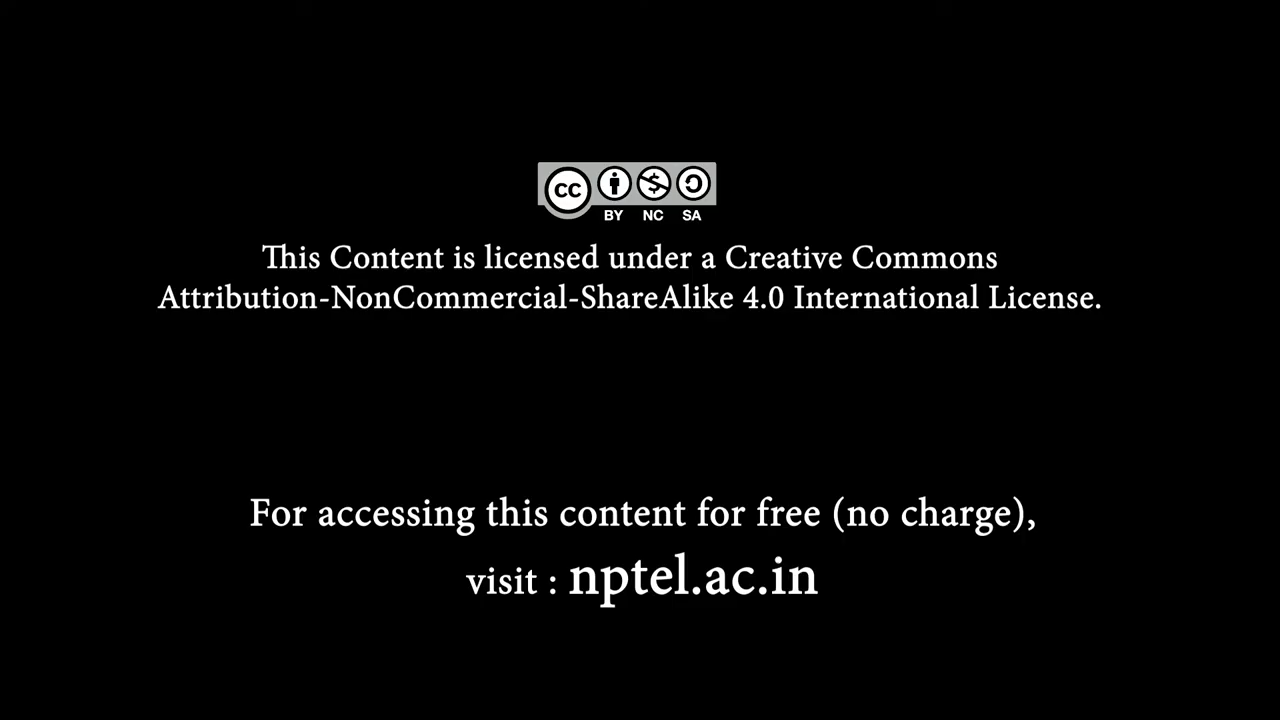 cc
BY NC SA
This Content is licensed under a Creative Commons
Attribution-NonCommercial-ShareAlike 4.0 International License.
For accessing this content for free (no charge),
visit : nptel.ac.in